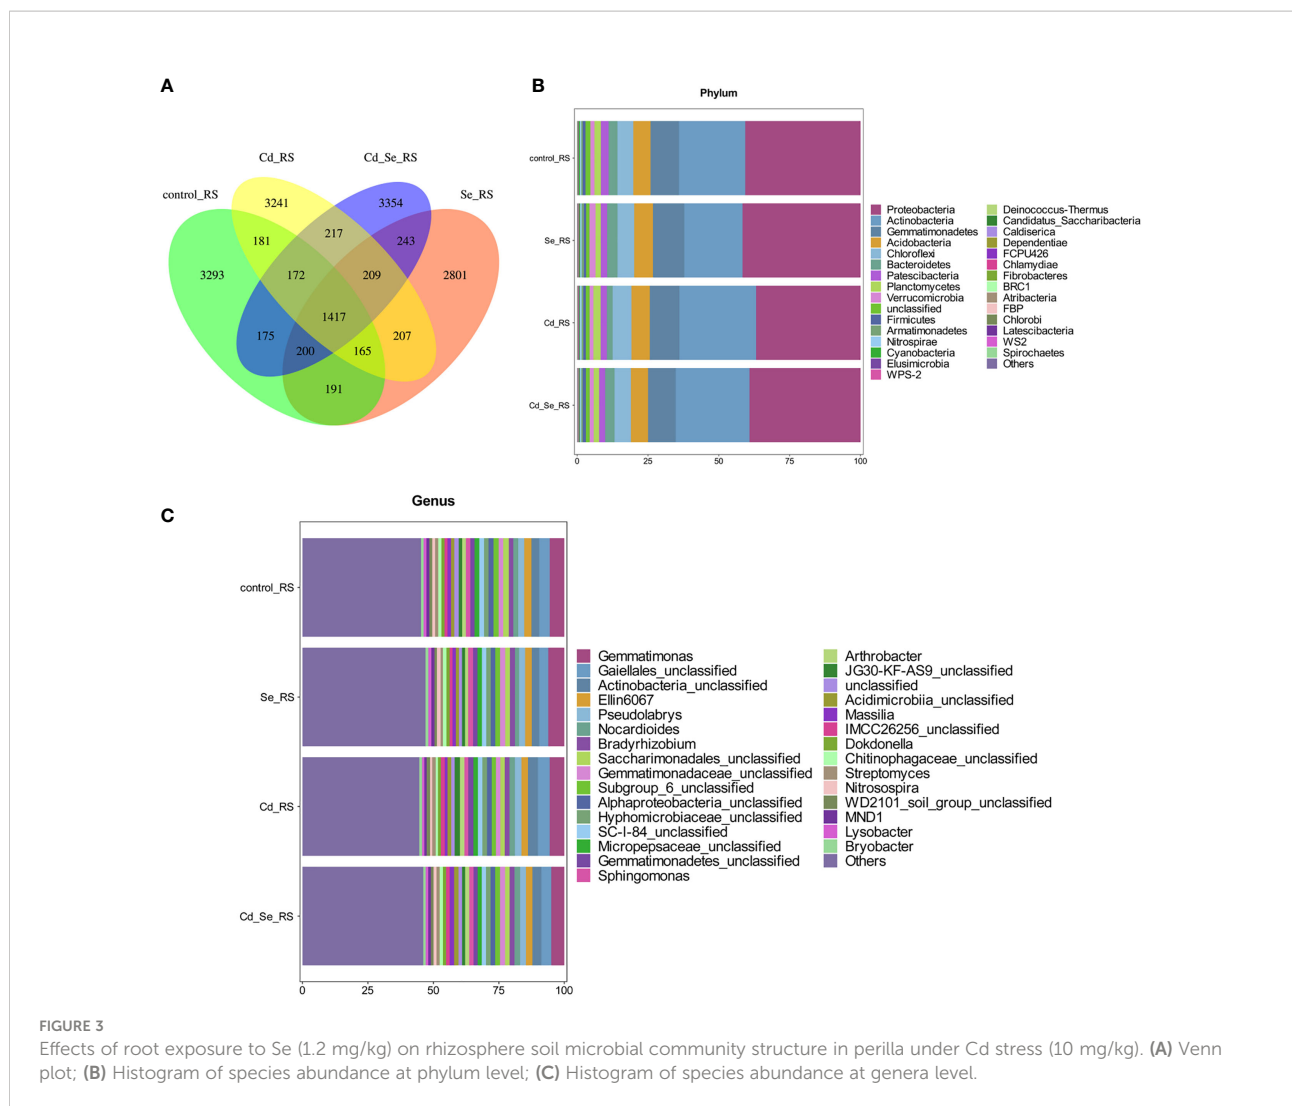 A
Cd_RS
Cd_Se_RS
control_RS
Se_RS
3241
3354
181
217
243
3293
172
209
2801
1417
175
200
165
207
191
B
Phylum
control_RS
Se_RS
Cd_RS
Cd_Se_RS
0
25
50
75
100
Proteobacteria
Actinobacteria
Gemmatimonadetes
Acidobacteria
Chloroflexi
Bacteroidetes
Patescibacteria
Planctomycetes
Verrucomicrobia
unclassified
Firmicutes
Armatimonadetes
Nitrospirae
Cyanobacteria
Elusimicrobia
WPS-2
Deinococcus-Thermus
Candidatus_Saccharibacteria
Caldiserica
Dependentiae
FCPU426
Chlamydiae
Fibrobacteres
BRC1
Atribacteria
FBP
Chlorobi
Latescibacteria
WS2
Spirochaetes
Others
C
Genus
control_RS
Se_RS
Cd_RS
Cd_Se_RS
0
25
50
75
100
Gemmatimonas
Gaiellales_unclassified
Actinobacteria_unclassified
Ellin6067
Pseudolabrys
Nocardioides
Bradyrhizobium
Saccharimonadales_unclassified
Gemmatimonadaceae_unclassified
Subgroup_6_unclassified
Alphaproteobacteria_unclassified
Hyphomicrobiaceae_unclassified
SC-I-84_unclassified
Micropepsaceae_unclassified
Gemmatimonadetes_unclassified
Sphingomonas
Arthrobacter
JG30-KF-AS9_unclassified
unclassified
Acidimicrobiia_unclassified
Massilia
IMCC26256_unclassified
Dokdonella
Chitinophagaceae_unclassified
Streptomyces
Nitrosospira
WD2101_soil_group_unclassified
MND1
Lysobacter
Bryobacter
Others
FIGURE 3
Effects of root exposure to Se (1.2 mg/kg) on rhizosphere soil microbial community structure in perilla under Cd stress (10 mg/kg). (A) Venn
plot; (B) Histogram of species abundance at phylum level; (C) Histogram of species abundance at genera level.